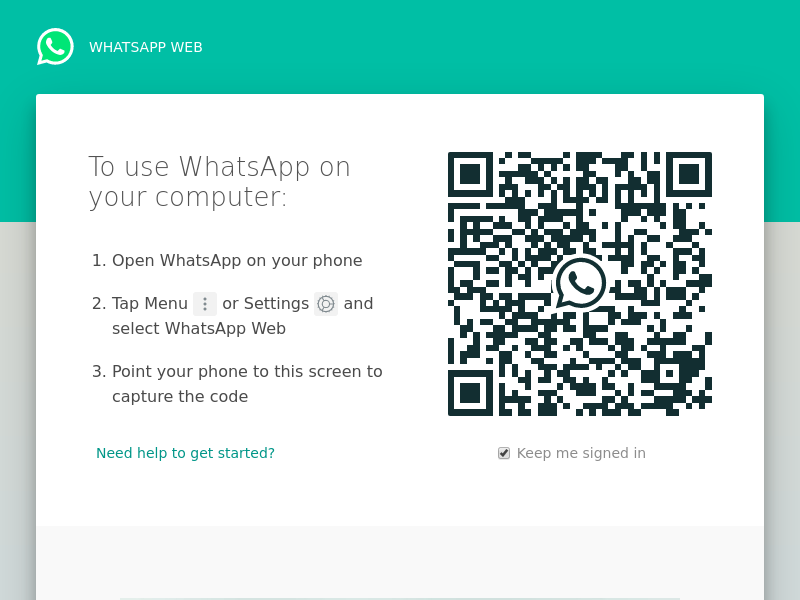 WHATSAPP WEB
To use WhatsApp on
your computer:
1. Open WhatsApp on your phone
2. Tap Menu or Settings and
select WhatsApp Web
3. Point your phone to this screen to
capture the code
Need help to get started?
Keep me signed in